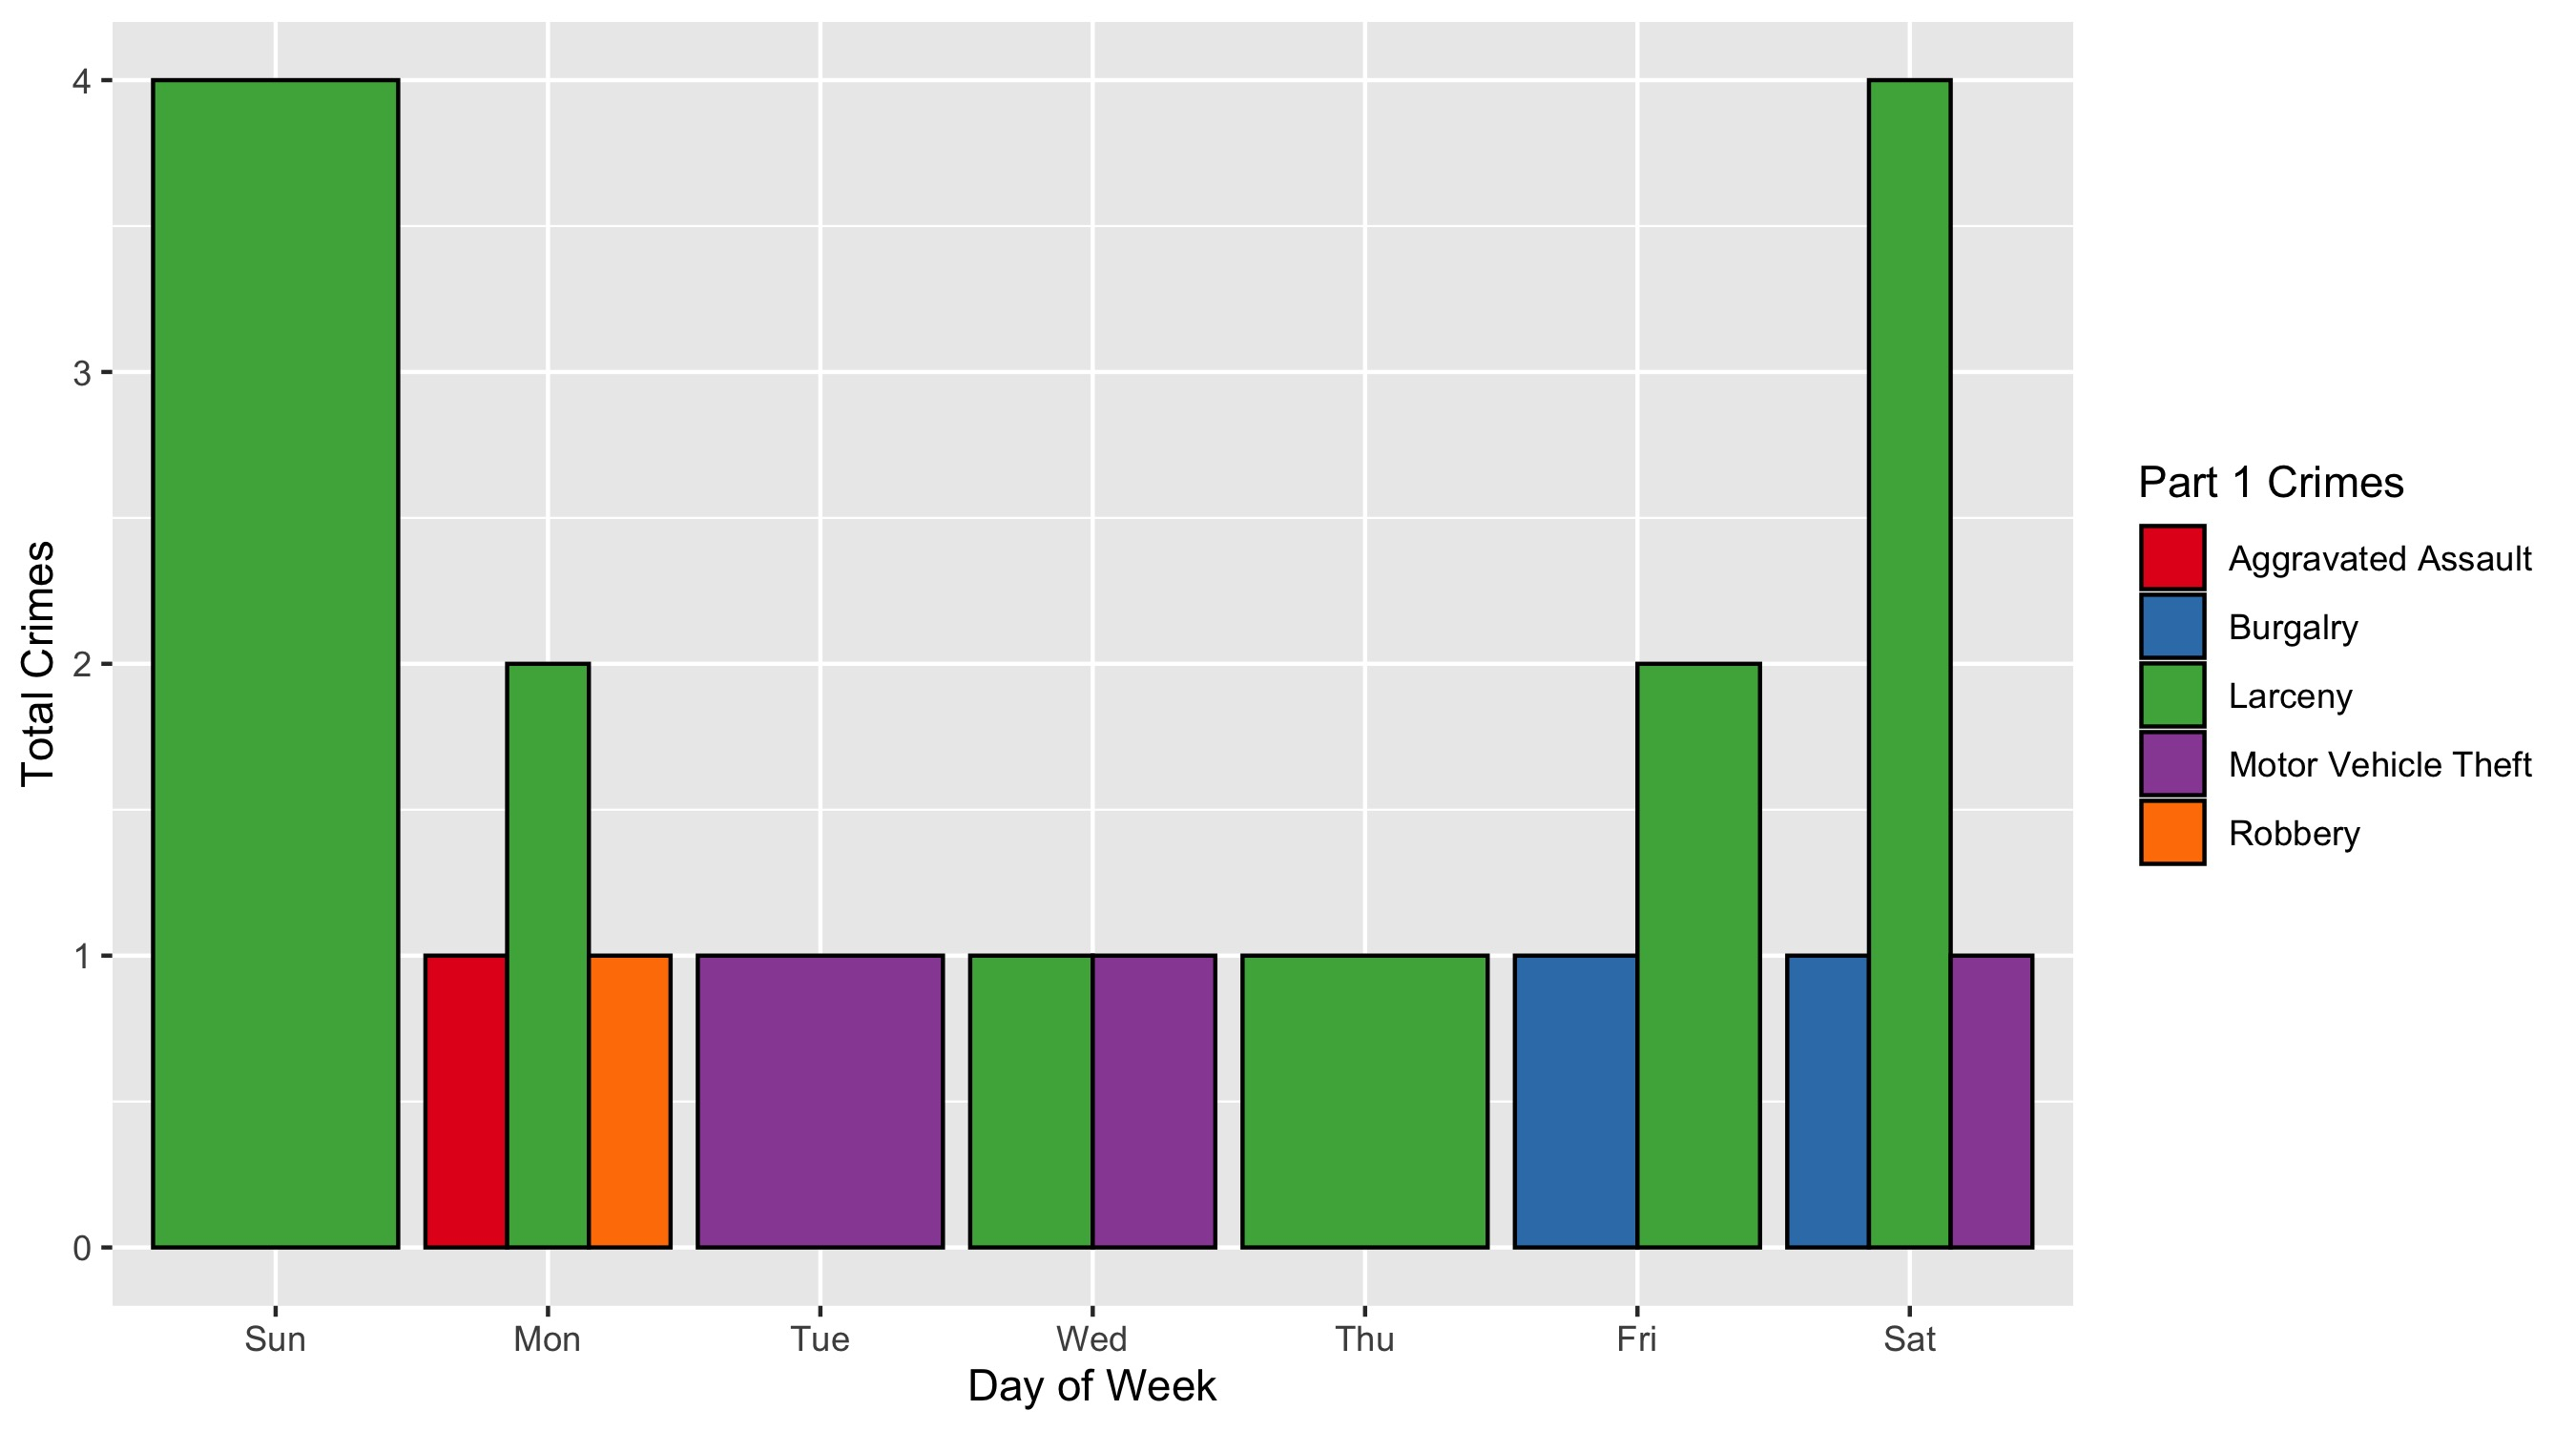 4
3
2
1
0
Total Crimes
Sun Mon Tue Wed Thu Fri Sat
Day of Week
Part 1 Crimes
Aggravated Assault
Burgalry
Larceny
Motor Vehicle Theft
Robbery